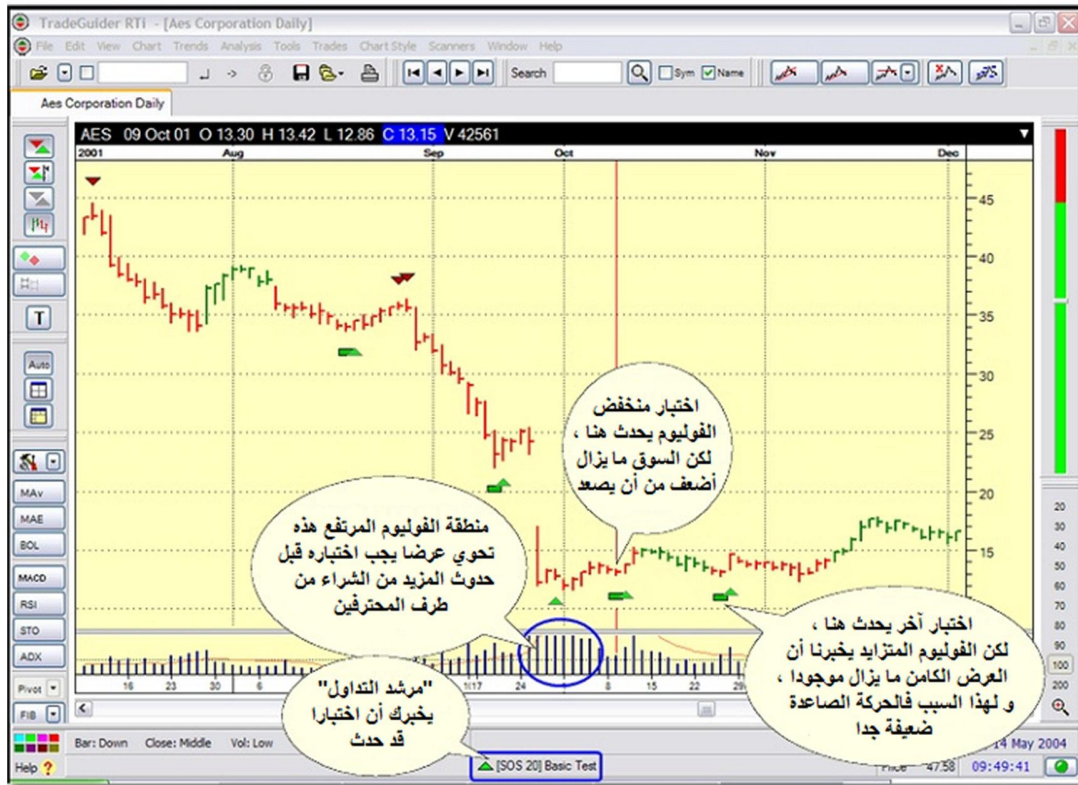 TradeGuider RTi - [Aes Corporation Daily]
File Edit View Chart Trends Analysis Tools Trades Chart Style Scanners Window Help
Search Sym Name
Aes Corporation Daily
AES 09 Oct 01 O 13.30 H 13.42 L 12.86 C 13.15 V 42561
2001 Aug Sep Oct Nov Dec
45
40
35
30
25
20
15
T
Auto
MAv
MAE
BOL
MACD
RSI
STO
ADX
Pivot
FIB
اختبار منخفض
الفوليوم يحدث هنا ،
لكن السوق ما يزال
أضعف من أن يصعد
منطقة الفوليوم المرتفع هذه
تحوي عرضا يجب اختباره قبل
حدوث المزيد من الشراء من
طرف المحترفين
اختبار آخر يحدث هنا ،
لكن الفوليوم المتزايد يخبرنا أن
العرض الكامن ما يزال موجودا ،
و لهذا السبب فالحركة الصاعدة
ضعيفة جدا
"مرشد التداول"
يخبرك أن اختبارا
قد حدث
20
30
40
50
60
70
80
90
100
200
16 23 30 6 17 24 8 15 22 29
Bar: Down Close: Middle Vol: Low
14 May 2004
Help ? [SOS 20] Basic Test 47.58 09:49:41